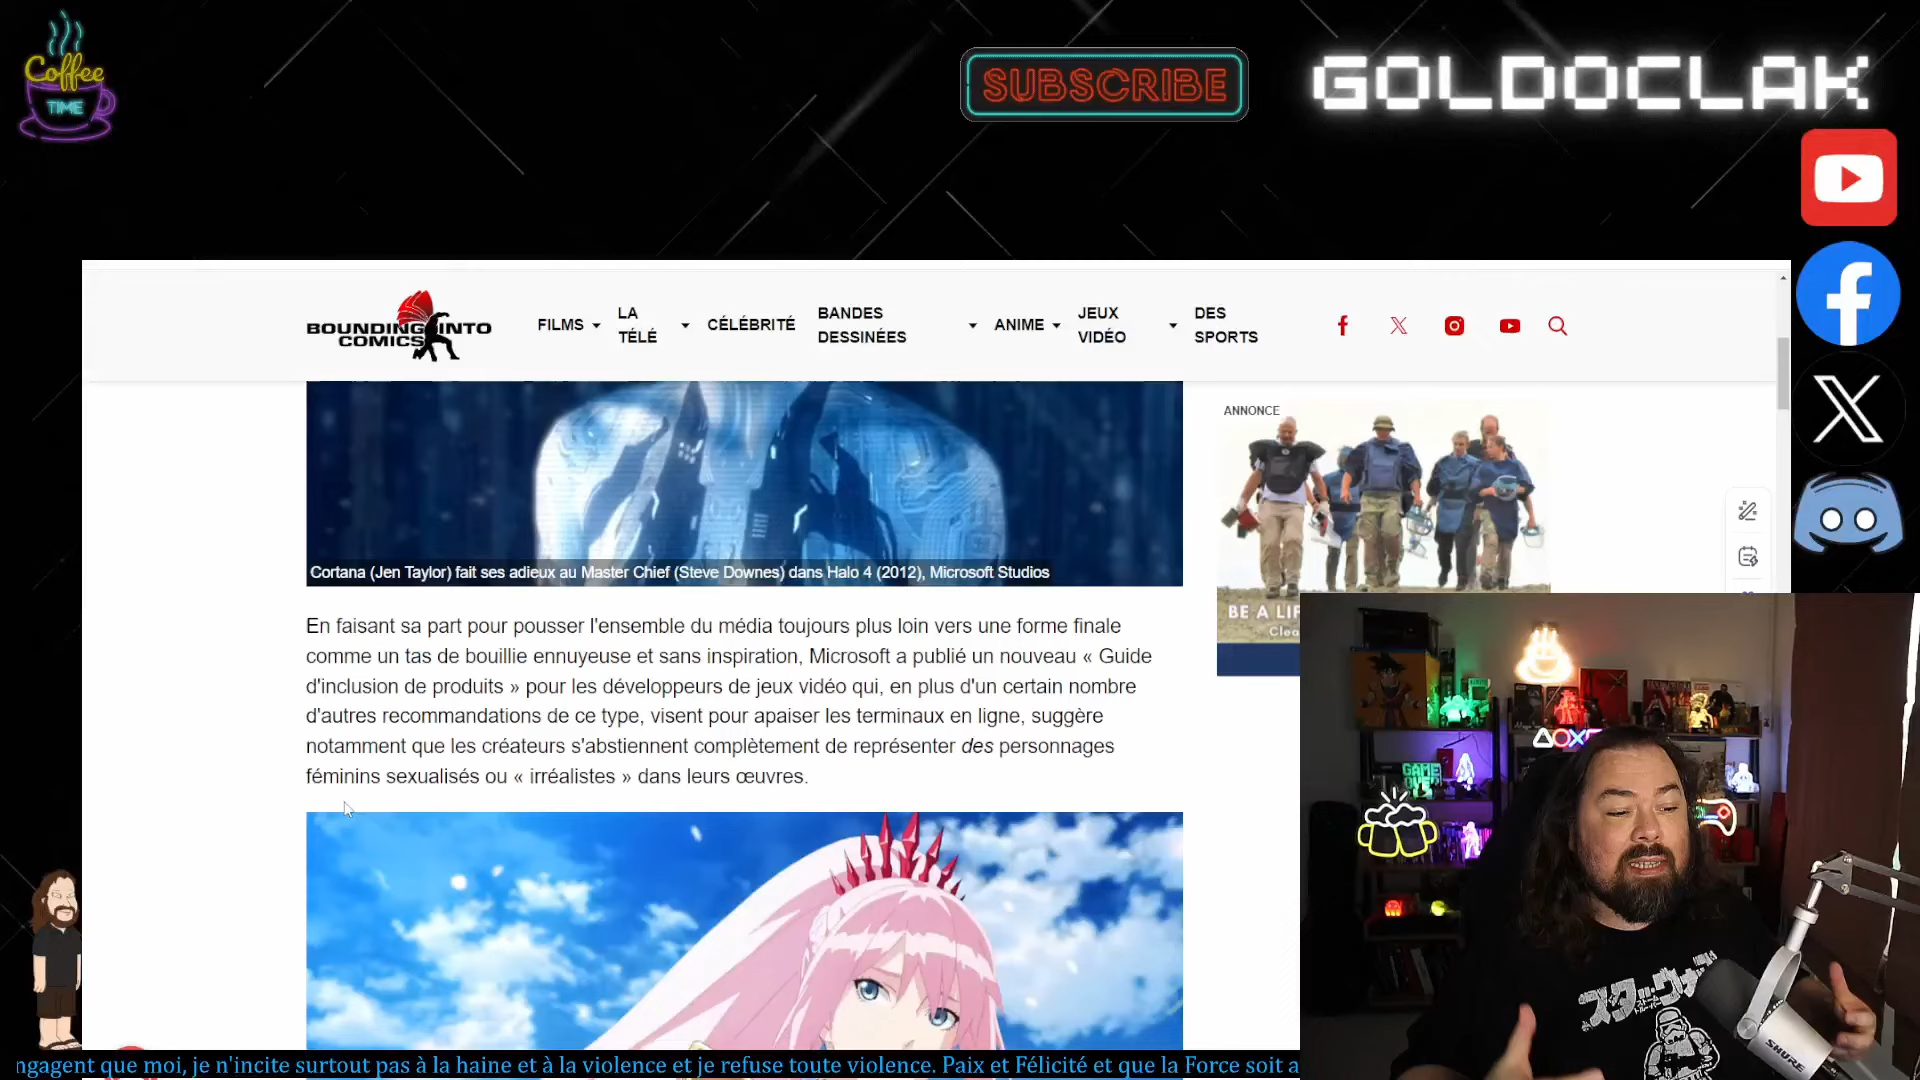 Coffee
TIME
SUBSCRIBE
GOLDOCLAK
BOUNDING INTO
COMICS
FILMS
LA
TÉLÉ
CÉLÉBRITÉ
BANDES
DESSINÉES
ANIME
JEUX
VIDÉO
DES
SPORTS
ANNONCE
Cortana (Jen Taylor) fait ses adieux au Master Chief (Steve Downes) dans Halo 4 (2012), Microsoft Studios
BE A
Clea
En faisant sa part pour pousser l'ensemble du média toujours plus loin vers une forme finale
comme un tas de bouillie ennuyeuse et sans inspiration, Microsoft a publié un nouveau « Guide
d'inclusion de produits » pour les développeurs de jeux vidéo qui, en plus d'un certain nombre
d'autres recommandations de ce type, visent pour apaiser les terminaux en ligne, suggère
notamment que les créateurs s'abstiennent complètement de représenter des personnages
féminins sexualisés ou « irréalistes » dans leurs œuvres.
GAME
OVER
SHURE
ngagent que moi, je n'incite surtout pas à la haine et à la violence et je refuse toute violence. Paix et Félicité et que la Force soit a